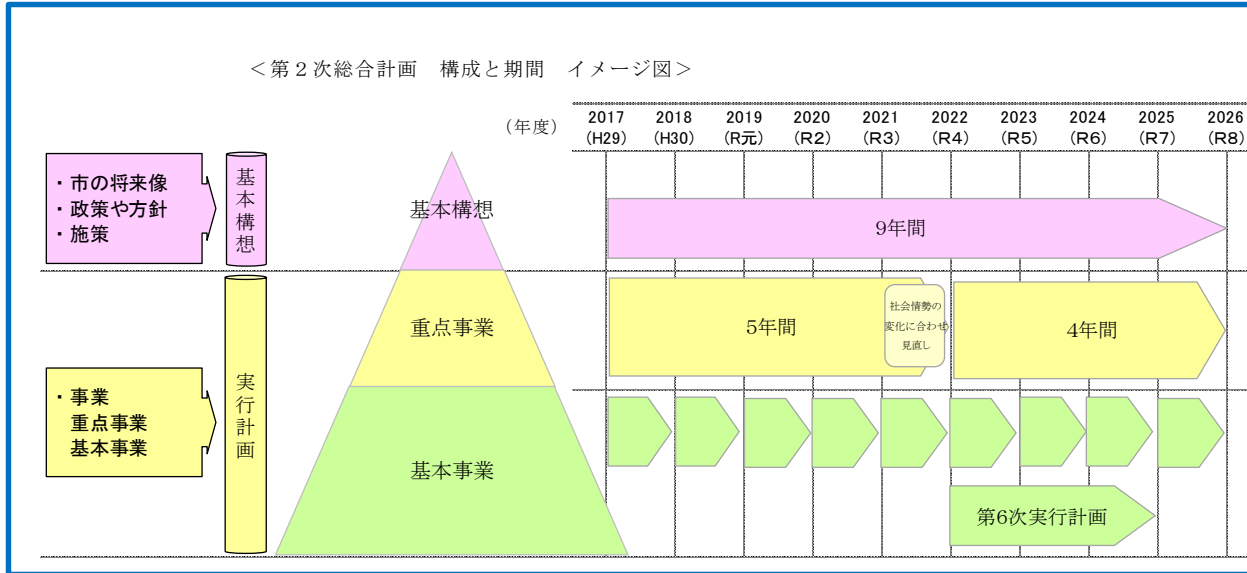 ＜第２次総合計画　構成と期間　イメージ図＞
（年度）
2017 2018 2019 2020 2021 2022 2023 2024 2025 2026
(H29) (H30) (R元) (R2) (R3) (R4) (R5) (R6) (R7) (R8)
・市の将来像
・政策や方針
・施策
基本構想
基本構想
9年間
・事業
重点事業
基本事業
実行計画
重点事業
5年間
社会情勢の
変化に合わせ
見直し
4年間
基本事業
第6次実行計画